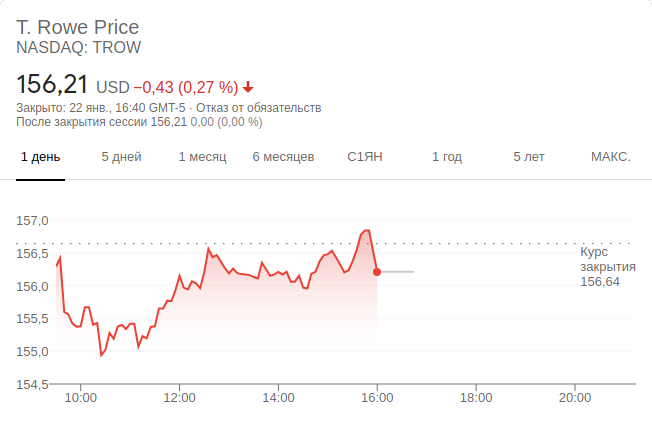 T. Rowe Price
NASDAQ: TROW
156,21 USD −0,43 (0,27 %)
Закрыто: 22 янв., 16:40 GMT-5 · Отказ от обязательств
После закрытия сессии 156,21 0,00 (0,00 %)
1 день 5 дней 1 месяц 6 месяцев С1ЯН 1 год 5 лет МАКС.
157,0
156,5
Курс
закрытия
156,64
156,0
155,5
155,0
154,5
10:00 12:00 14:00 16:00 18:00 20:00